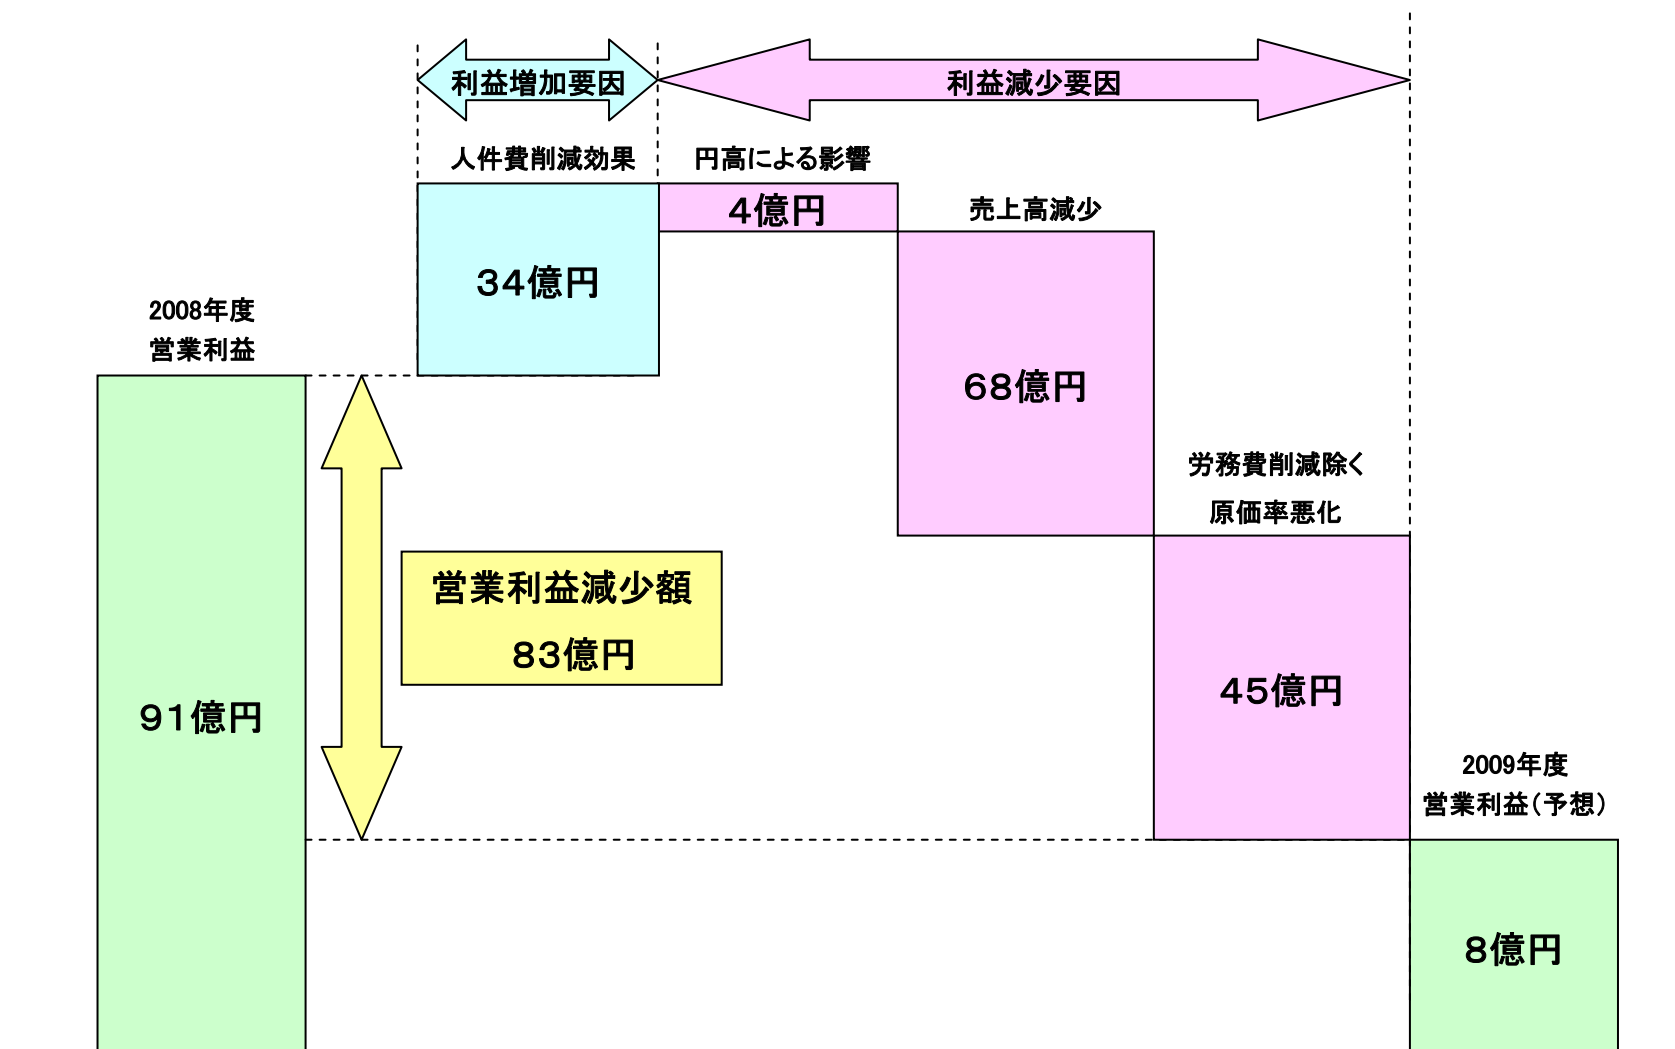 利益増加要因
利益減少要因
人件費削減効果
円高による影響
4億円
売上高減少
34億円
2008年度
営業利益
68億円
労務費削減除く
原価率悪化
営業利益減少額
83億円
91億円
45億円
2009年度
営業利益（予想）
8億円